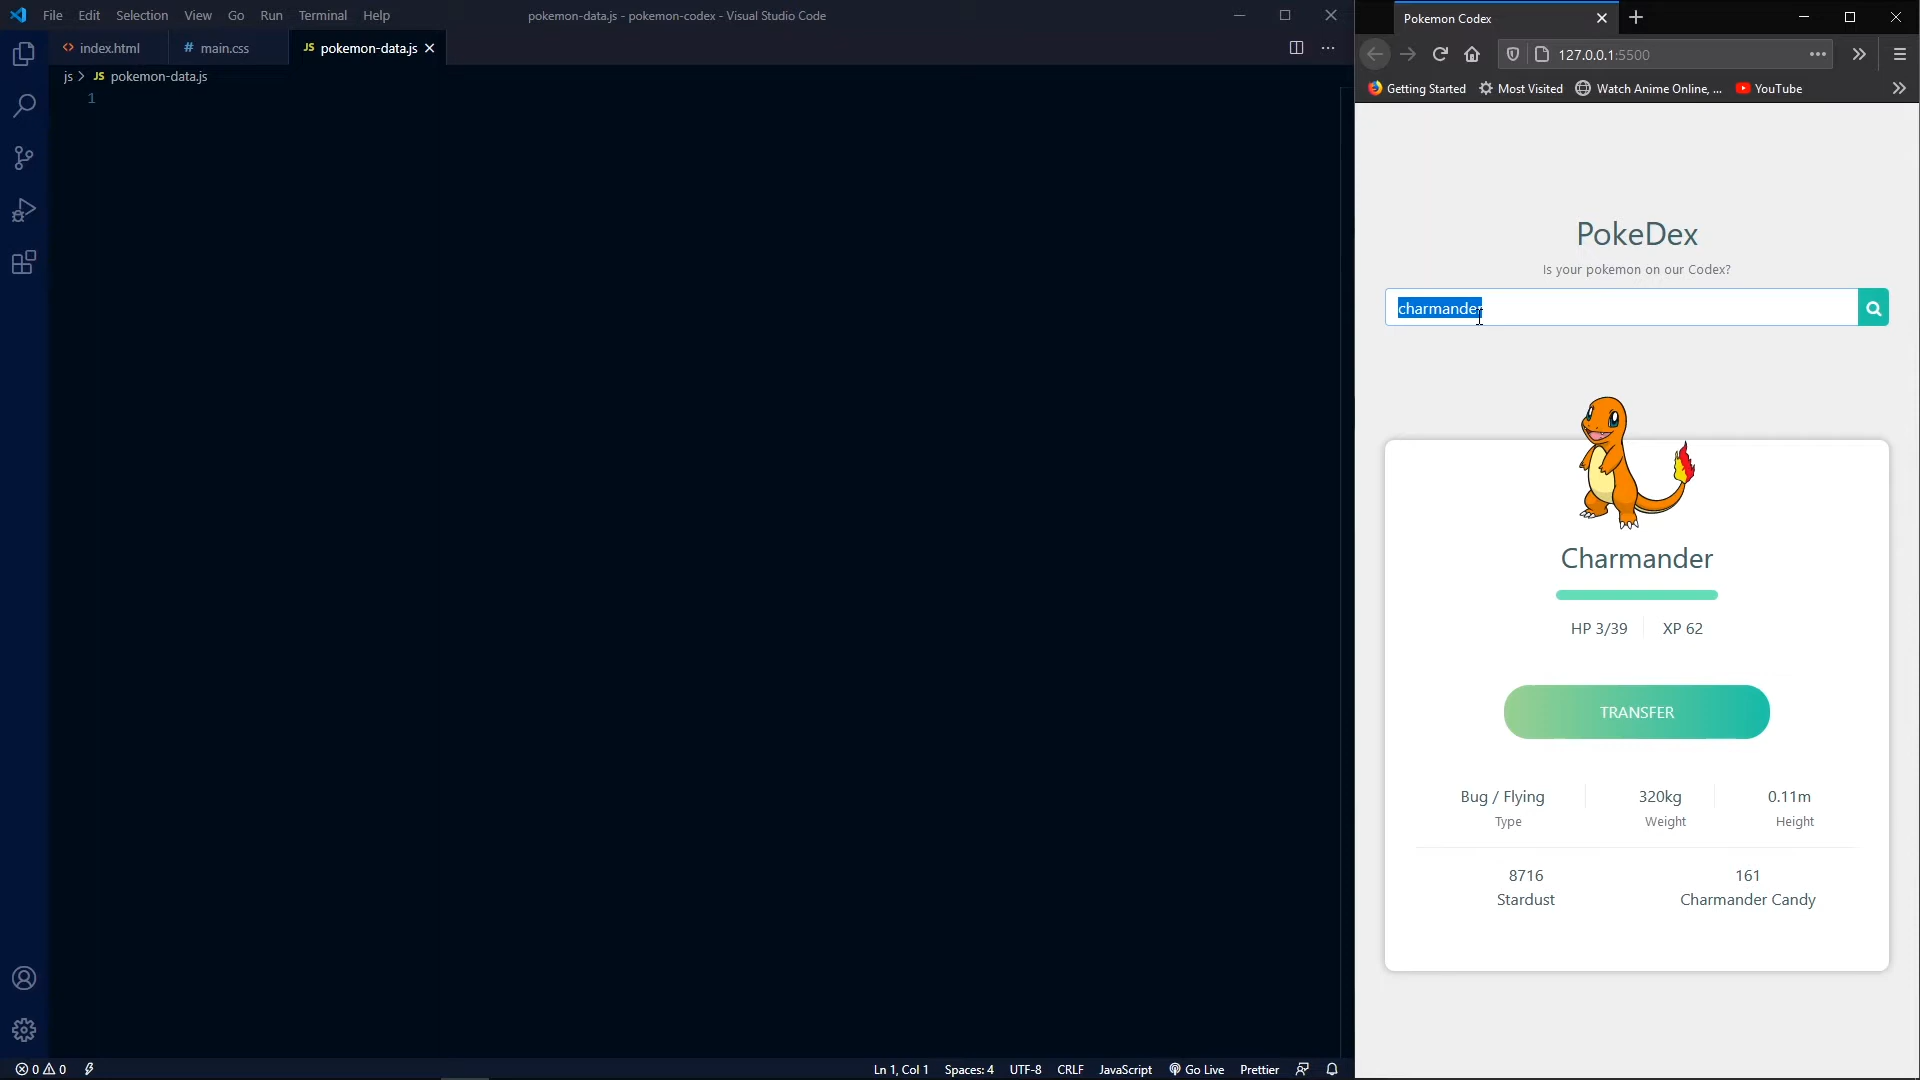 File Edit Selection View Go Run Terminal Help
pokemon-data.js - pokemon-codex - Visual Studio Code
index.html
# main.css
JS pokemon-data.js
js > JS pokemon-data.js
1
0 0
Ln 1, Col 1 Spaces: 4 UTF-8 CRLF JavaScript Go Live Prettier
Pokemon Codex
127.0.0.1:5500
Getting Started Most Visited Watch Anime Online, ... YouTube
PokeDex
Is your pokemon on our Codex?
charmander
Charmander
HP 3/39 XP 62
TRANSFER
Bug / Flying 320kg 0.11m
Type Weight Height
8716 161
Stardust Charmander Candy